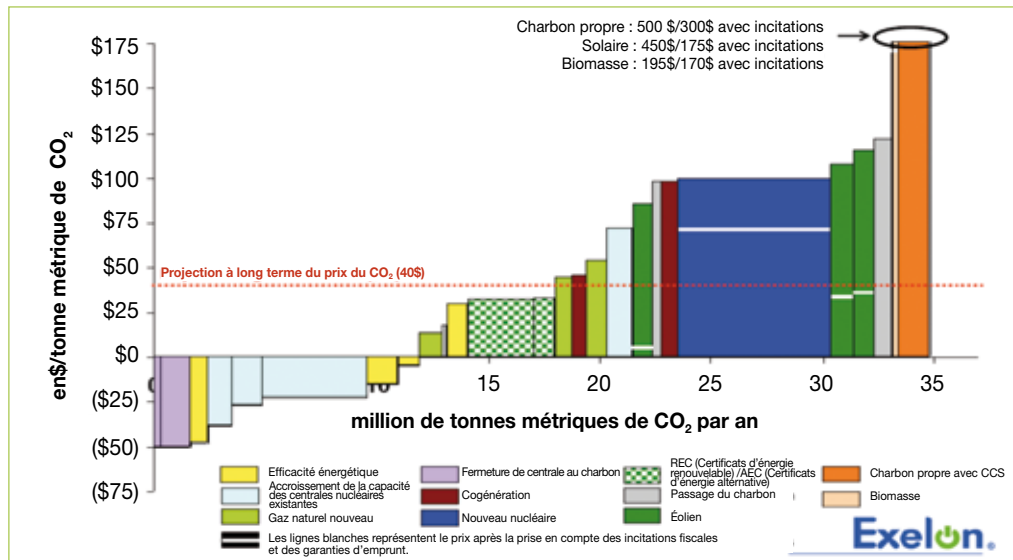 Charbon propre : 500 $/300$ avec incitations
Solaire : 450$/175$ avec incitations
Biomasse : 195$/170$ avec incitations
en$/tonne métrique de CO₂
$175
$150
$125
$100
$75
$50
$25
$0
($25)
($50)
($75)
Projection à long terme du prix du CO₂ (40$)
15
20
25
30
35
million de tonnes métriques de CO₂ par an
Efficacité énergétique
Accroissement de la capacité
des centrales nucléaires
existantes
Gaz naturel nouveau
Fermeture de centrale au charbon
Cogénération
Nouveau nucléaire
REC (Certificats d'énergie
renouvelable) /AEC (Certificats
d'énergie alternative)
Passage du charbon
Éolien
Charbon propre avec CCS
Biomasse
Les lignes blanches représentent le prix après la prise en compte des incitations fiscales
et des garanties d'emprunt.
Exelon®